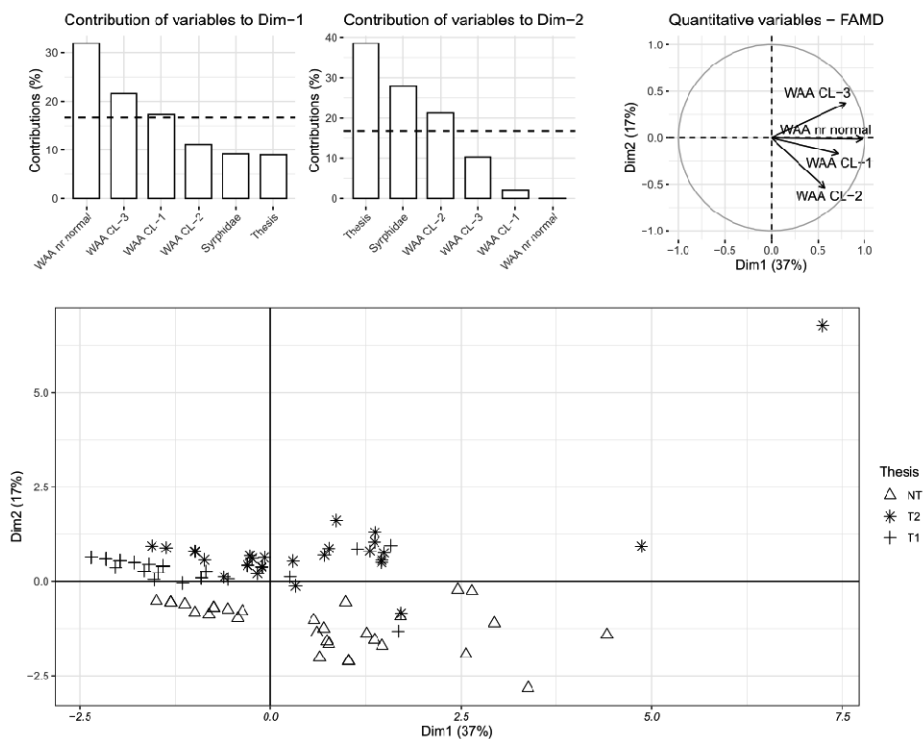 Contribution of variables to Dim−1
Contributions (%)
30
20
10
0
WAA nr normal
WAA CL−3
WAA CL−1
WAA CL−2
Syrphidae
Thesis
Contribution of variables to Dim−2
Contributions (%)
40
30
20
10
0
Thesis
Syrphidae
WAA CL−2
WAA CL−3
WAA CL−1
WAA nr normal
Quantitative variables − FAMD
Dim2 (17%)
1.0
0.5
0.0
−0.5
−1.0
WAA CL−3
WAA nr normal
WAA CL−1
WAA CL−2
−1.0
−0.5
0.0
0.5
1.0
Dim1 (37%)
Dim2 (17%)
5.0
2.5
0.0
−2.5
−2.5
0.0
2.5
5.0
7.5
Dim1 (37%)
Thesis
NT
T2
T1